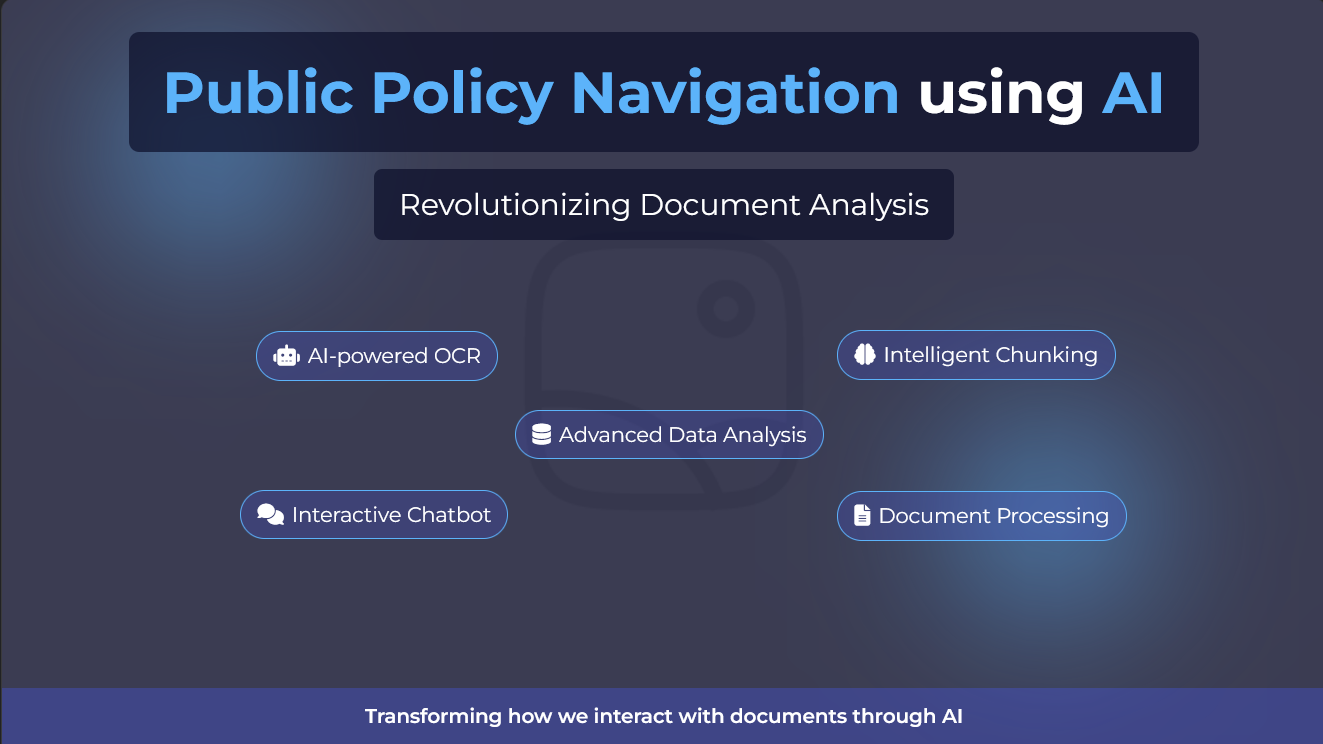 Public Policy Navigation using AI
Revolutionizing Document Analysis
AI-powered OCR
Intelligent Chunking
Advanced Data Analysis
Interactive Chatbot
Document Processing
Transforming how we interact with documents through AI